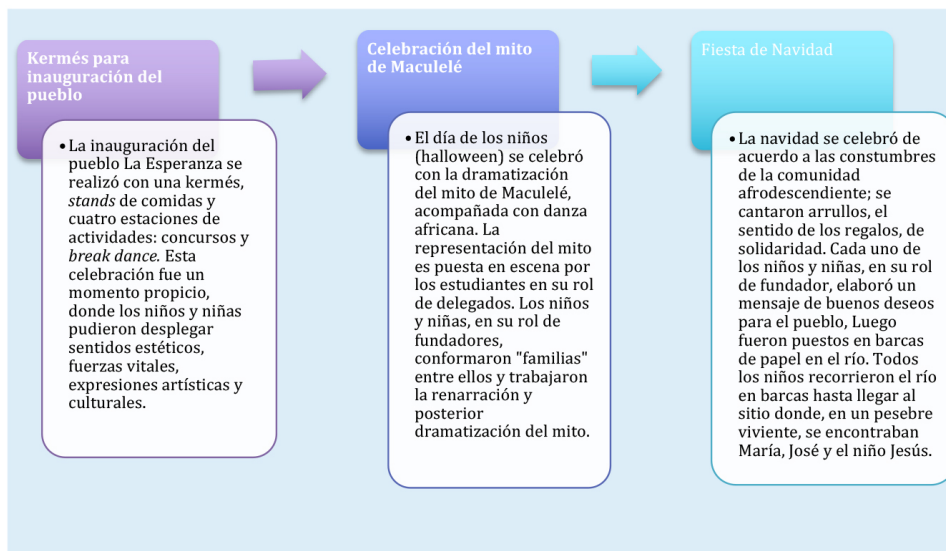 Kermés para
inauguración del
pueblo
• La inauguración del
pueblo La Esperanza se
realizó con una kermés,
stands de comidas y
cuatro estaciones de
actividades: concursos y
break dance. Esta
celebración fue un
momento propicio,
donde los niños y niñas
pudieron desplegar
sentidos estéticos,
fuerzas vitales,
expresiones artísticas y
culturales.
Celebración del mito
de Maculelé
• El día de los niños
(halloween) se celebró
con la dramatización
del mito de Maculelé,
acompañada con danza
africana. La
representación del mito
es puesta en escena por
los estudiantes en su rol
de delegados. Los niños
y niñas, en su rol de
fundadores,
conformaron "familias"
entre ellos y trabajaron
la renarración y
posterior
dramatización del mito.
Fiesta de Navidad
• La navidad se celebró de
acuerdo a las constumbres
de la comunidad
afrodescendiente; se
cantaron arrullos, el
sentido de los regalos, de
solidaridad. Cada uno de
los niños y niñas, en su rol
de fundador, elaboró un
mensaje de buenos deseos
para el pueblo, Luego
fueron puestos en barcas
de papel en el río. Todos
los niños recorrieron el río
en barcas hasta llegar al
sitio donde, en un pesebre
viviente, se encontraban
María, José y el niño Jesús.